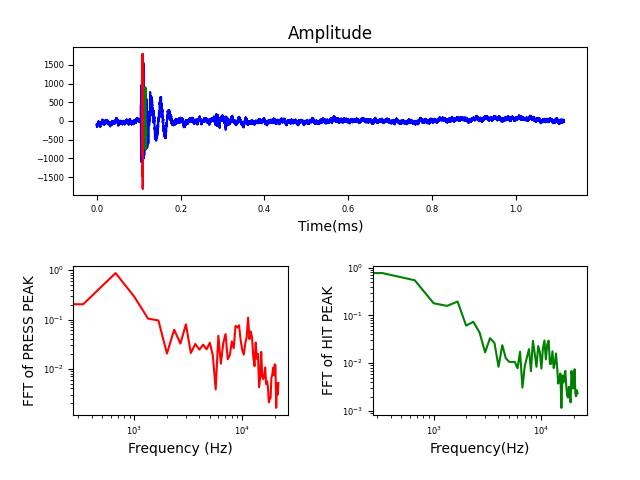 Amplitude
1500
1000
500
0
−500
−1000
−1500
0.0 0.2 0.4 0.6 0.8 1.0
Time(ms)
FFT of PRESS PEAK
10⁰
10⁻¹
10⁻²
10³ 10⁴
Frequency (Hz)
FFT of HIT PEAK
10⁰
10⁻¹
10⁻²
10⁻³
10³ 10⁴
Frequency(Hz)